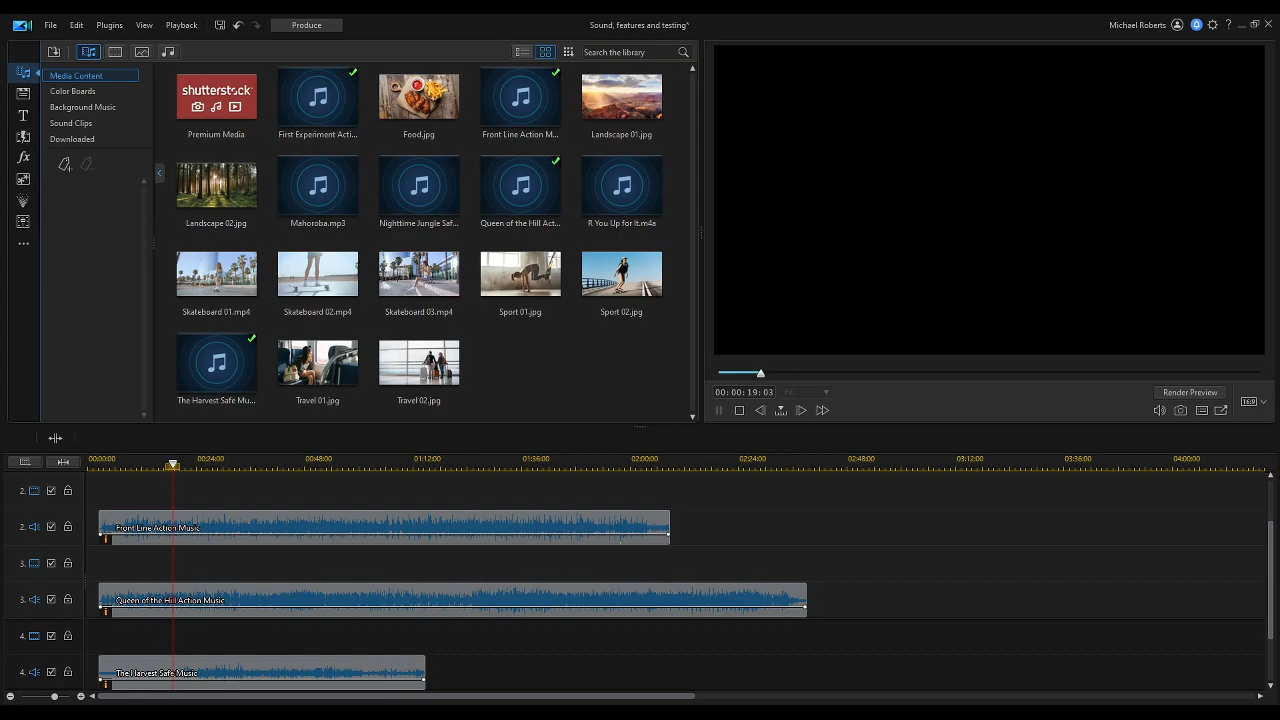 File Edit Plugins View Playback Produce Sound, features and testing* Michael Roberts ?
Search the library
Media Content
Color Boards
Background Music
Sound Clips
Downloaded
shutterstock
Premium Media First Experiment Acti... Food.jpg Front Line Action M... Landscape 01.jpg
Landscape 02.jpg Mahoroba.mp3 Nighttime Jungle Saf... Queen of the Hill Act... R You Up for It.m4a
Skateboard 01.mp4 Skateboard 02.mp4 Skateboard 03.mp4 Sport 01.jpg Sport 02.jpg
The Harvest Safe Mu... Travel 01.jpg Travel 02.jpg
T
fx
00:00:19:03 Fit Render Preview
16:9
00:00:00 00:24:00 00:48:00 01:12:00 01:36:00 02:00:00 02:24:00 02:48:00 03:12:00 03:36:00 04:00:00
2.
2. Front Line Action Music
i
3.
3. Queen of the Hill Action Music
i
4.
4. The Harvest Safe Music
i